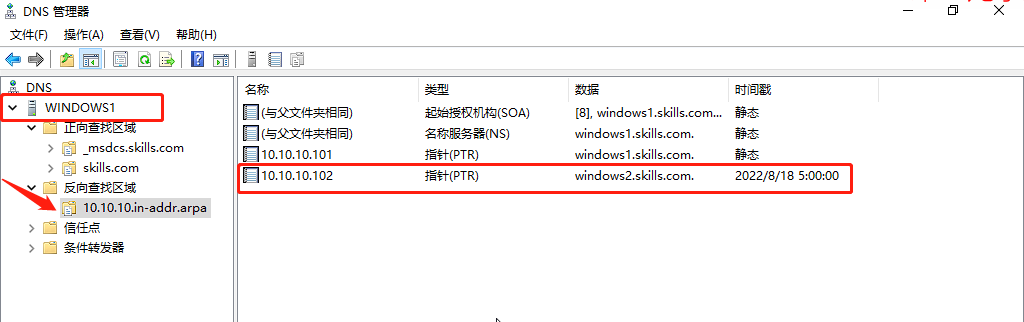 DNS 管理器
文件(F) 操作(A) 查看(V) 帮助(H)
DNS
WINDOWS1
正向查找区域
_msdcs.skills.com
skills.com
反向查找区域
10.10.10.in-addr.arpa
信任点
条件转发器
名称 类型 数据 时间戳
(与父文件夹相同) 起始授权机构(SOA) [8], windows1.skills.com... 静态
(与父文件夹相同) 名称服务器(NS) windows1.skills.com. 静态
10.10.10.101 指针(PTR) windows1.skills.com. 静态
10.10.10.102 指针(PTR) windows2.skills.com. 2022/8/18 5:00:00